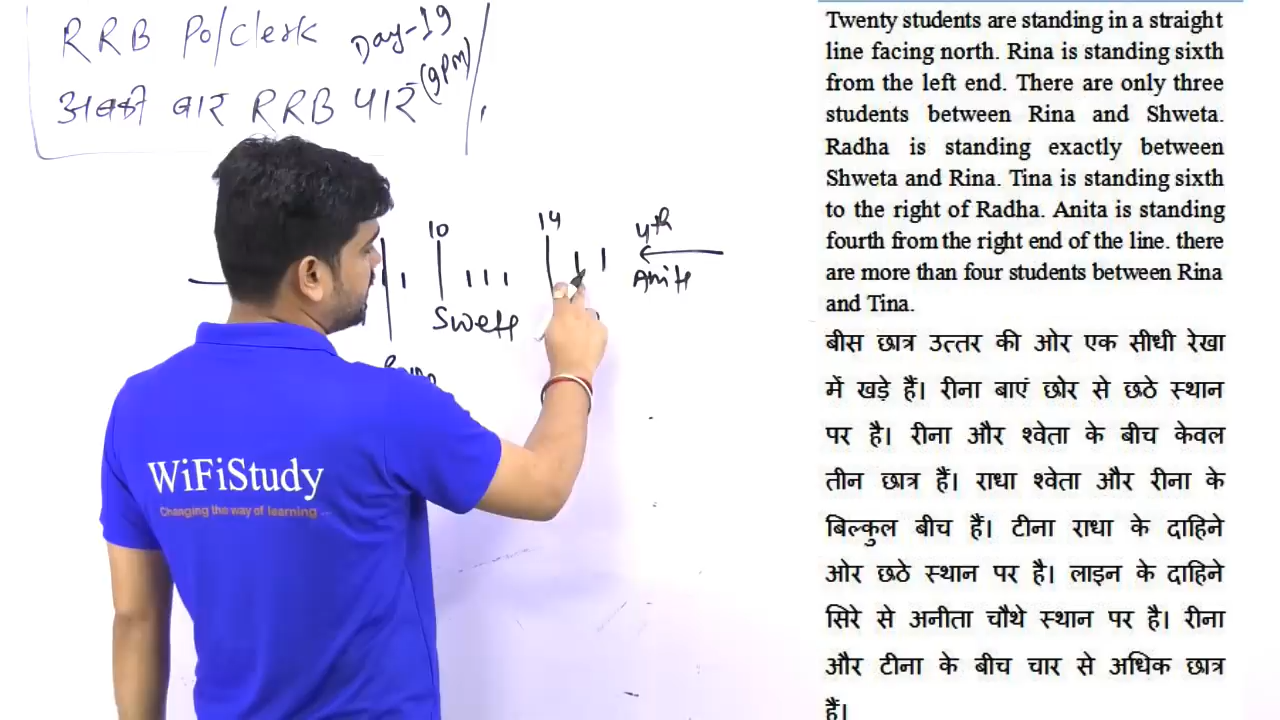 RRB Po/Clerk Day-19
अबकी बार RRB पार (9PM)
10
14
4th
Anita
Sweta
WiFiStudy
Changing the way of learning ...
Twenty students are standing in a straight
line facing north. Rina is standing sixth
from the left end. There are only three
students between Rina and Shweta.
Radha is standing exactly between
Shweta and Rina. Tina is standing sixth
to the right of Radha. Anita is standing
fourth from the right end of the line. there
are more than four students between Rina
and Tina.
बीस छात्र उत्तर की ओर एक सीधी रेखा
में खड़े हैं। रीना बाएं छोर से छठे स्थान
पर है। रीना और श्वेता के बीच केवल
तीन छात्र हैं। राधा श्वेता और रीना के
बिल्कुल बीच हैं। टीना राधा के दाहिने
ओर छठे स्थान पर है। लाइन के दाहिने
सिरे से अनीता चौथे स्थान पर है। रीना
और टीना के बीच चार से अधिक छात्र
हैं।